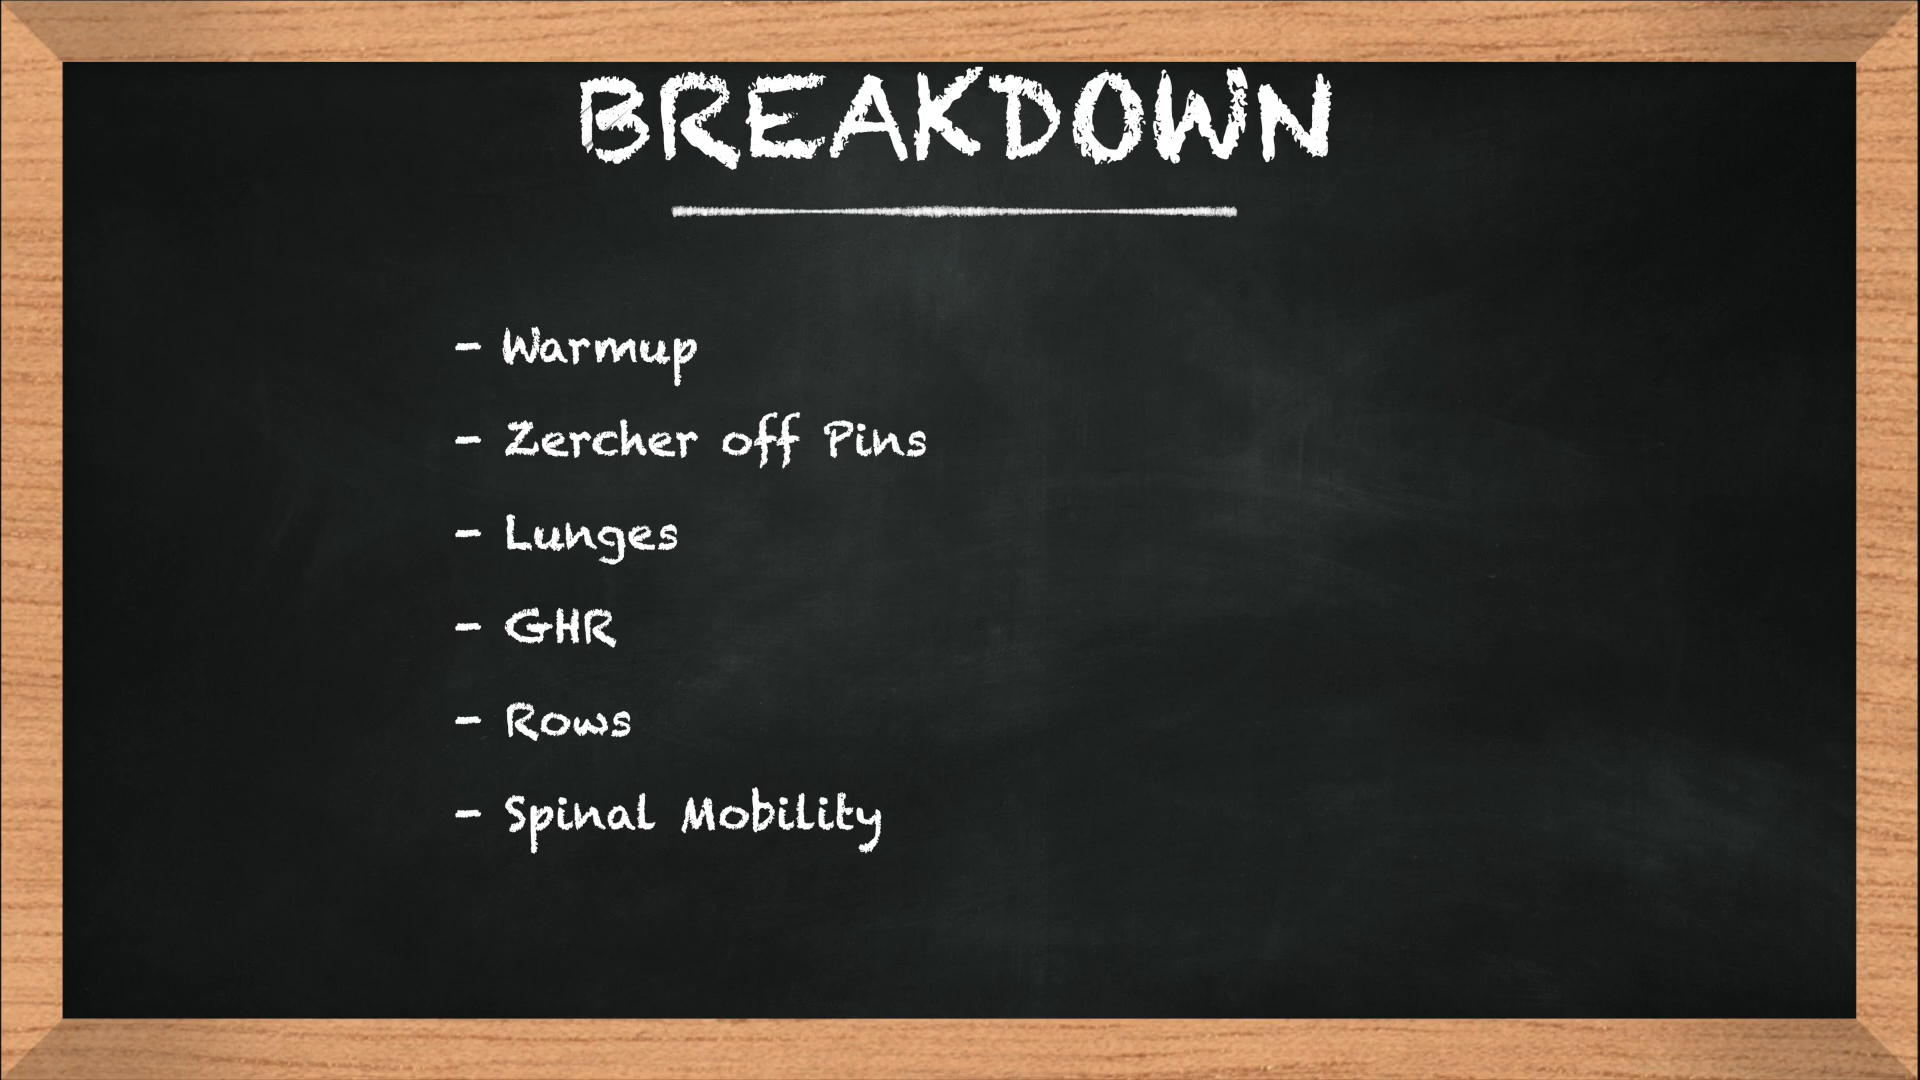 BREAKDOWN
- Warmup
- Zercher off Pins
- Lunges
- GHR
- Rows
- Spinal Mobility